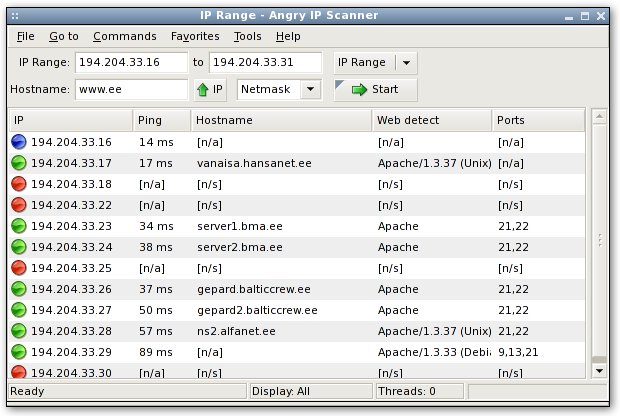 IP Range - Angry IP Scanner
File Go to Commands Favorites Tools Help
IP Range: 194.204.33.16 to 194.204.33.31 IP Range
Hostname: www.ee IP Netmask Start
IP Ping Hostname Web detect Ports
194.204.33.16 14 ms [n/a] [n/a] [n/a]
194.204.33.17 17 ms vanaisa.hansanet.ee Apache/1.3.37 (Unix) [n/a]
194.204.33.18 [n/a] [n/s] [n/s] [n/s]
194.204.33.22 [n/a] [n/s] [n/s] [n/s]
194.204.33.23 34 ms server1.bma.ee Apache 21,22
194.204.33.24 38 ms server2.bma.ee Apache 21,22
194.204.33.25 [n/a] [n/s] [n/s] [n/s]
194.204.33.26 37 ms gepard.balticcrew.ee Apache 21,22
194.204.33.27 50 ms gepard2.balticcrew.ee Apache 21,22
194.204.33.28 57 ms ns2.alfanet.ee Apache/1.3.37 (Unix) 21,22
194.204.33.29 89 ms [n/a] Apache/1.3.33 (Debi 9,13,21
194.204.33.30 [n/a] [n/s] [n/s] [n/s]
Ready Display: All Threads: 0